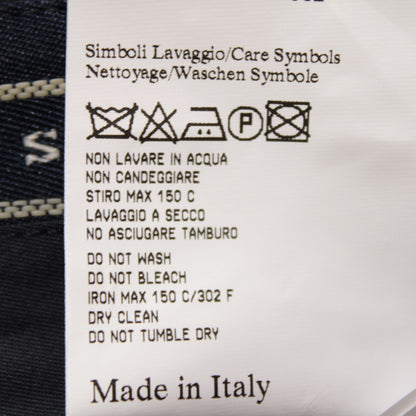 Simboli Lavaggio/Care Symbols
Nettoyage/Waschen Symbole
P
NON LAVARE IN ACQUA
NON CANDEGGIARE
STIRO MAX 150 C
LAVAGGIO A SECCO
NO ASCIUGARE TAMBURO
DO NOT WASH
DO NOT BLEACH
IRON MAX 150 C/302 F
DRY CLEAN
DO NOT TUMBLE DRY
Made in Italy
S